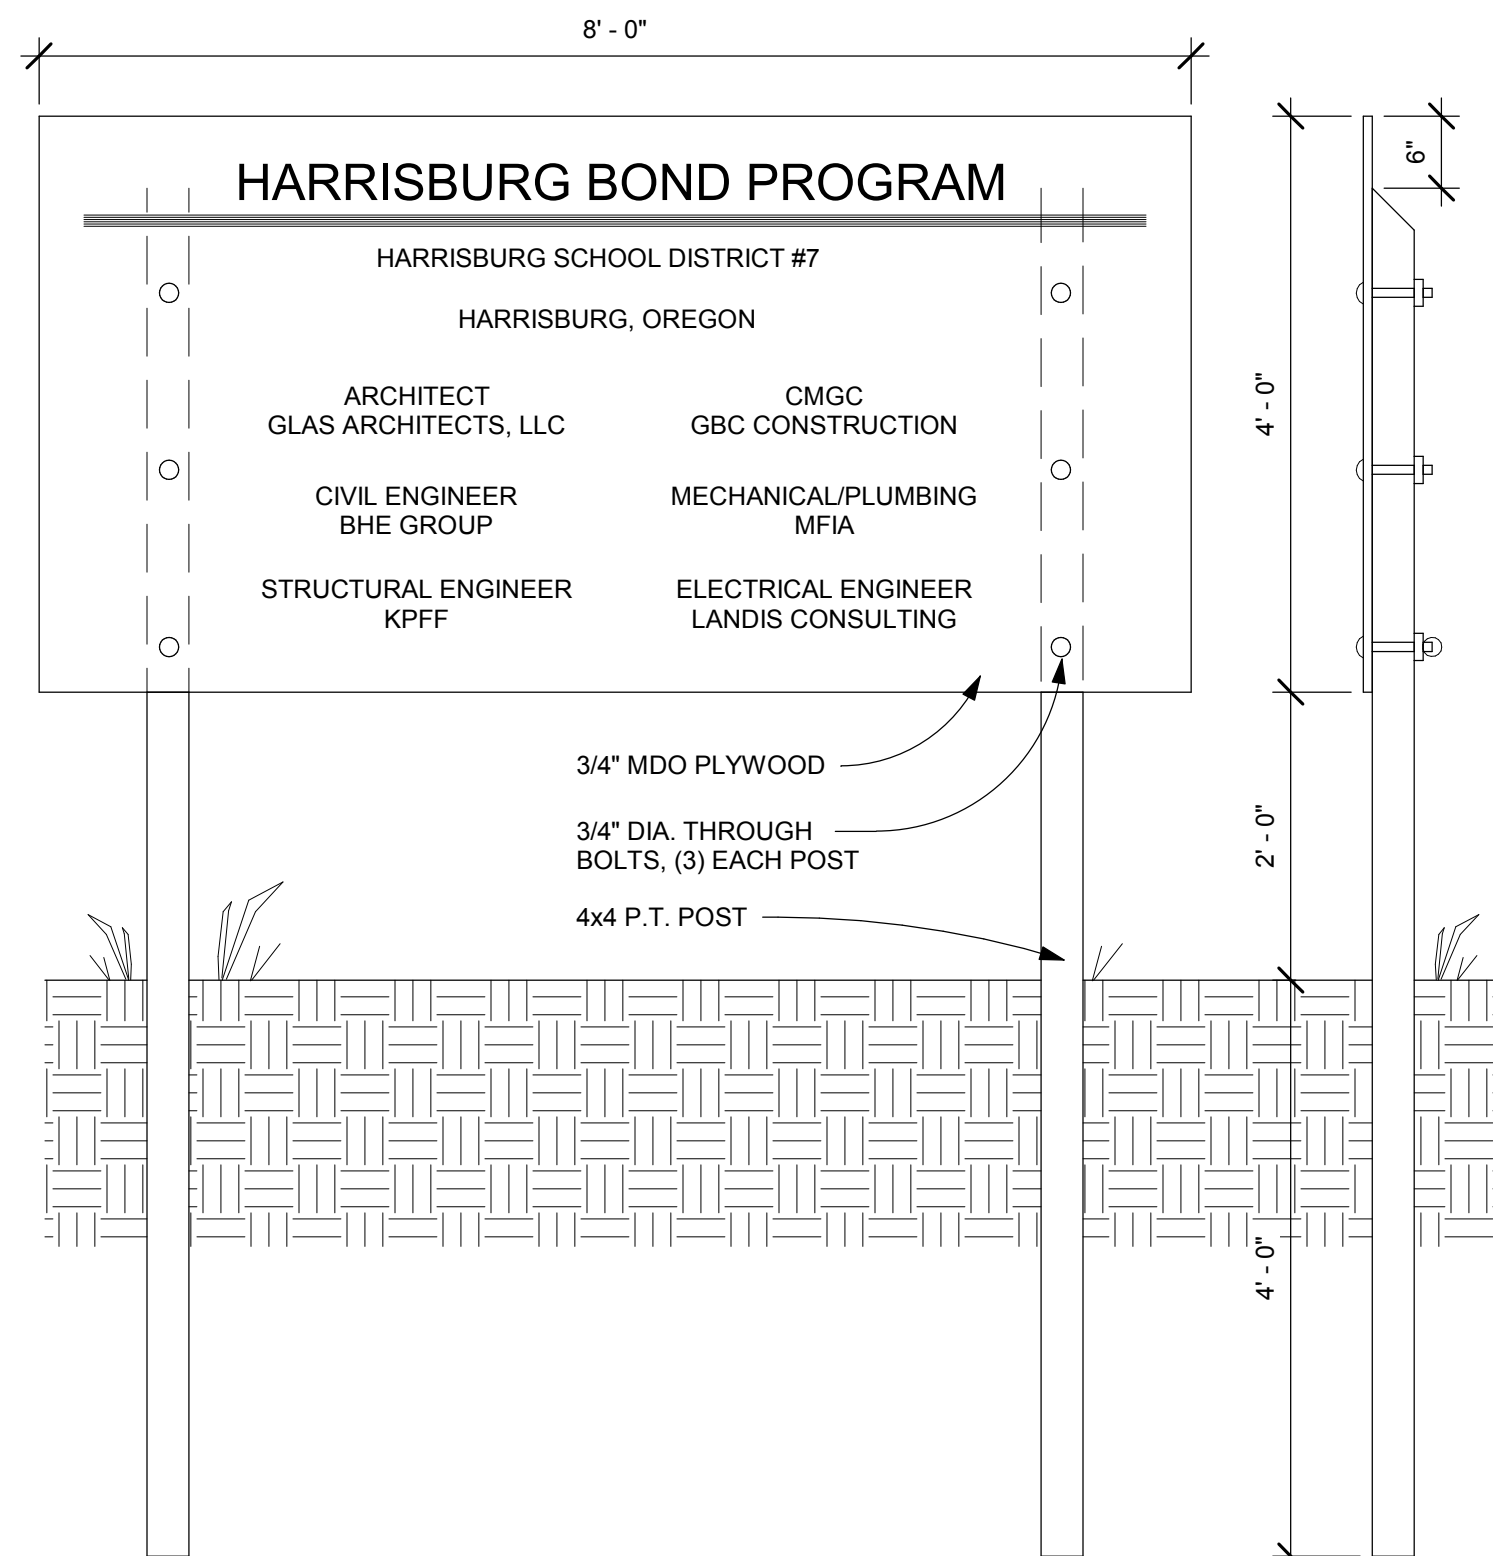 8' - 0"
HARRISBURG BOND PROGRAM
6"
HARRISBURG SCHOOL DISTRICT #7
HARRISBURG, OREGON
ARCHITECT
GLAS ARCHITECTS, LLC
CMGC
GBC CONSTRUCTION
4' - 0"
CIVIL ENGINEER
BHE GROUP
MECHANICAL/PLUMBING
MFIA
STRUCTURAL ENGINEER
KPFF
ELECTRICAL ENGINEER
LANDIS CONSULTING
3/4" MDO PLYWOOD
3/4" DIA. THROUGH
BOLTS, (3) EACH POST
2' - 0"
4x4 P.T. POST
4' - 0"